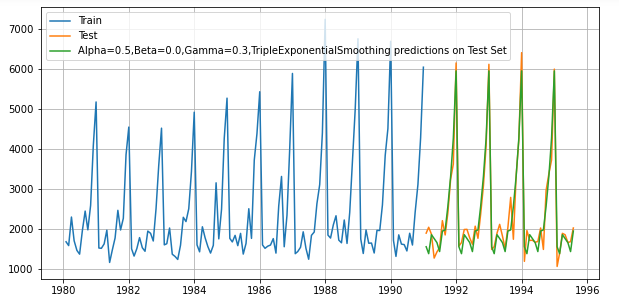 Train
Test
Alpha=0.5,Beta=0.0,Gamma=0.3,TripleExponentialSmoothing predictions on Test Set
7000
6000
5000
4000
3000
2000
1000
1980 1982 1984 1986 1988 1990 1992 1994 1996